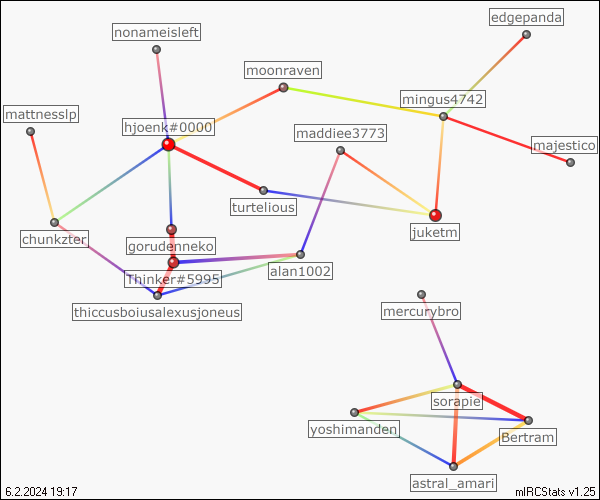 edgepanda
nonameisleft
moonraven
mingus4742
mattnesslp
hjoenk#0000
maddiee3773
majestico
turtelious
chunkzter
gorudenneko
juketm
Thinker#5995
alan1002
thiccusboiusalexusjoneus
mercurybro
sorapie
yoshimanden
Bertram
astral_amari
6.2.2024 19:17
mIRCStats v1.25